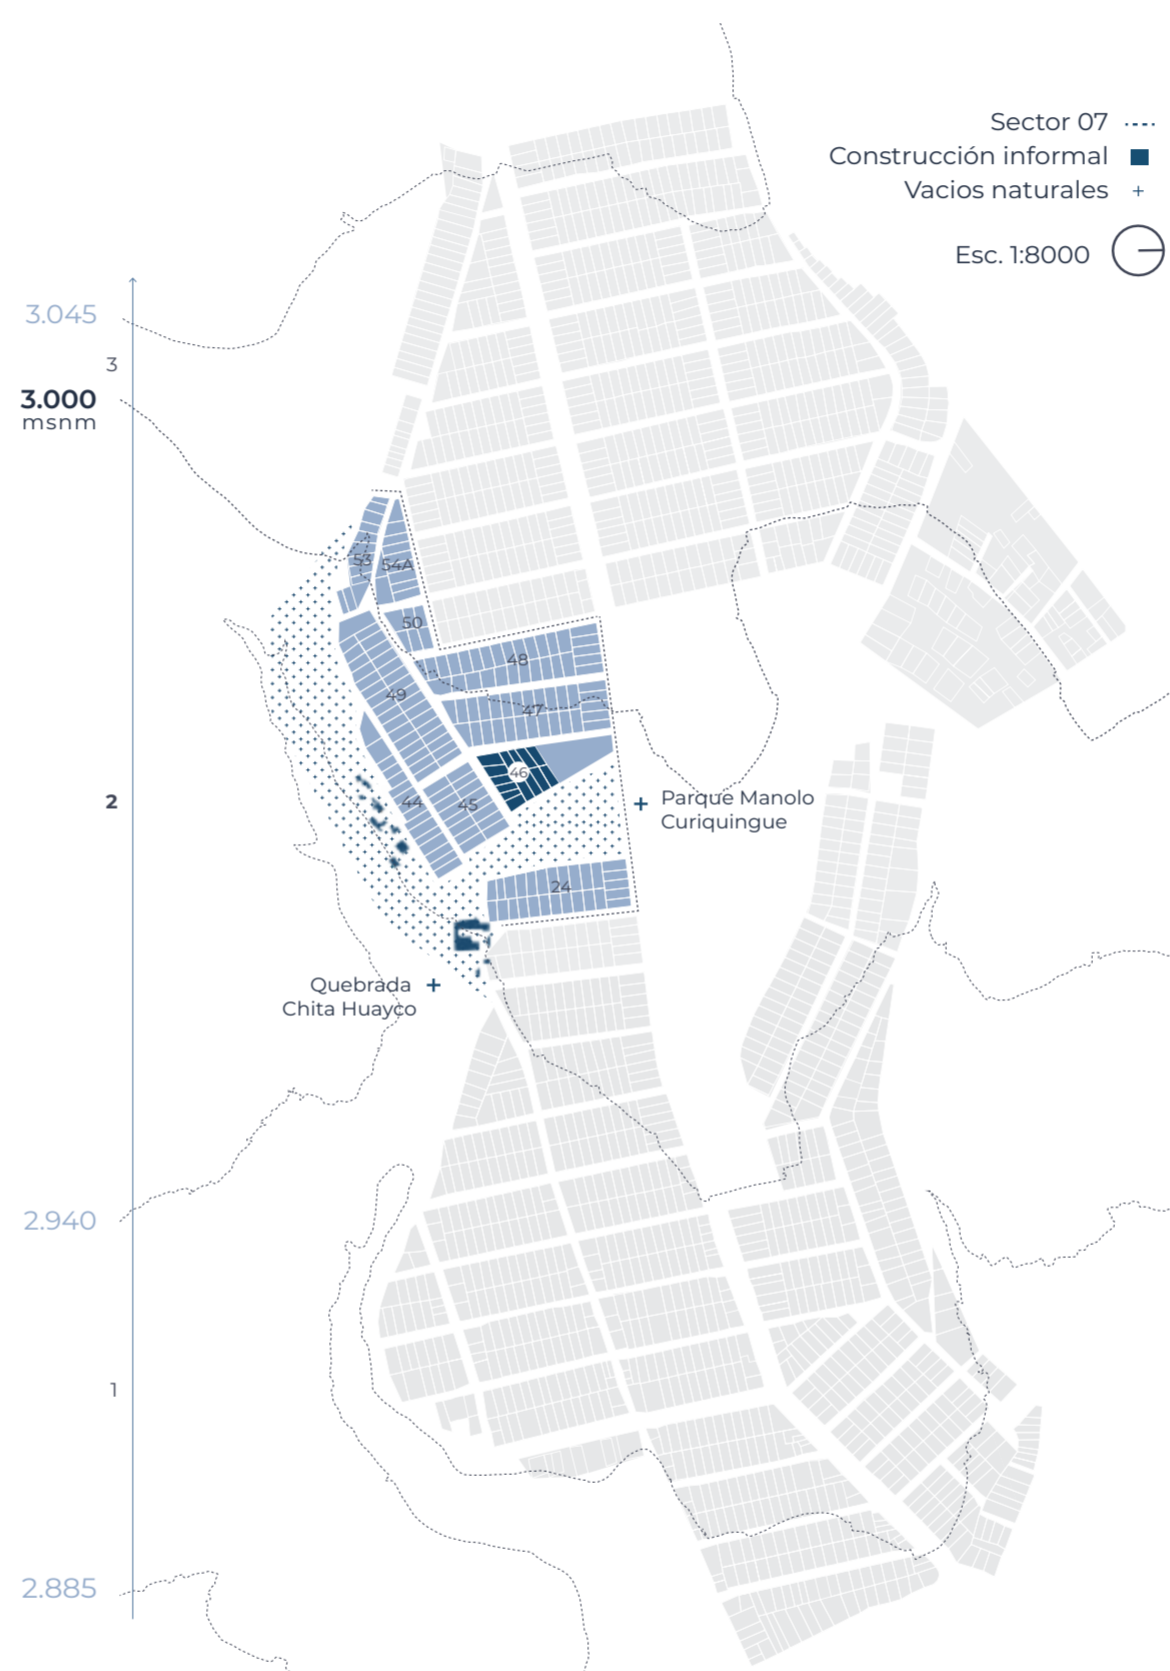 Sector 07
Construcción informal
Vacios naturales
Esc. 1:8000
3.045
3
3.000
msnm
53
54A
50
48
49
47
46
2
44
45
Parque Manolo
Curiquingue
24
Quebrada
Chita Huayco
2.940
1
2.885